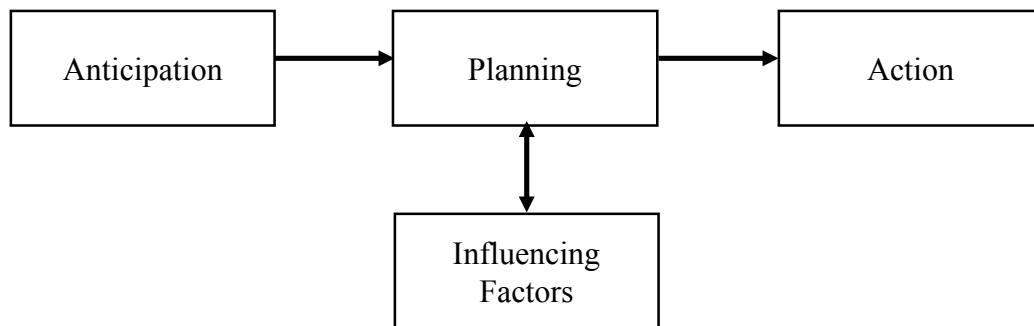 Anticipation
Planning
Action
Influencing
Factors